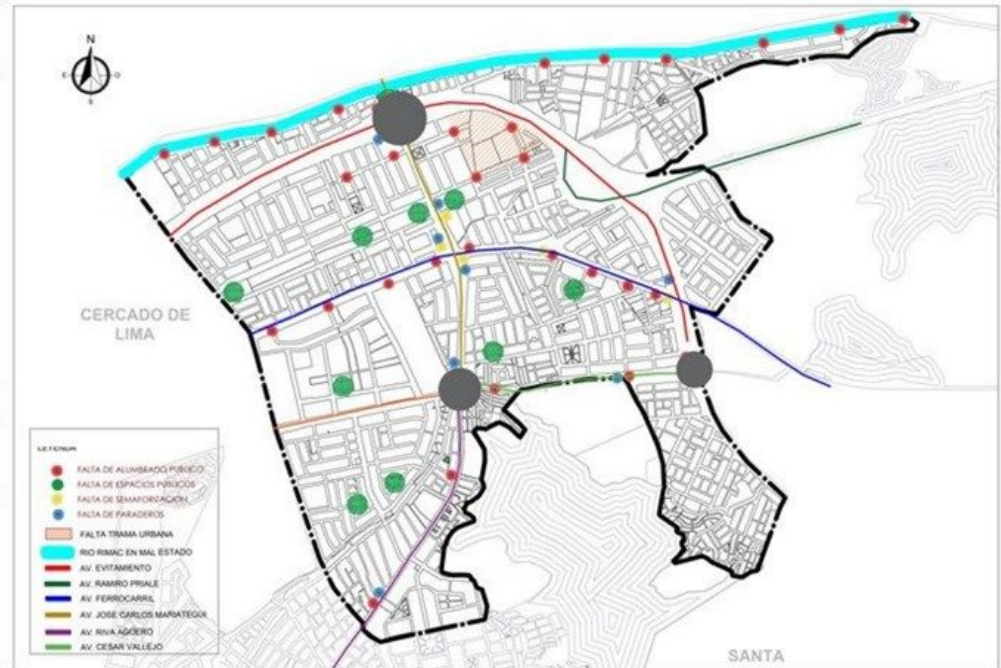 N
E
O
S
CERCADO DE
LIMA
LEYENDA
FALTA DE ALUMBRADO PUBLICO
FALTA DE ESPACIOS PUBLICOS
FALTA DE SEMAFORIZACION
FALTA DE PARADEROS
FALTA TRAMA URBANA
RIO RIMAC EN MAL ESTADO
AV. EVITAMIENTO
AV. RAMIRO PRIALE
AV. FERROCARRIL
AV. JOSE CARLOS MARIATEGUI
AV. RIVA AGÜERO
AV. CESAR VALLEJO
SANTA